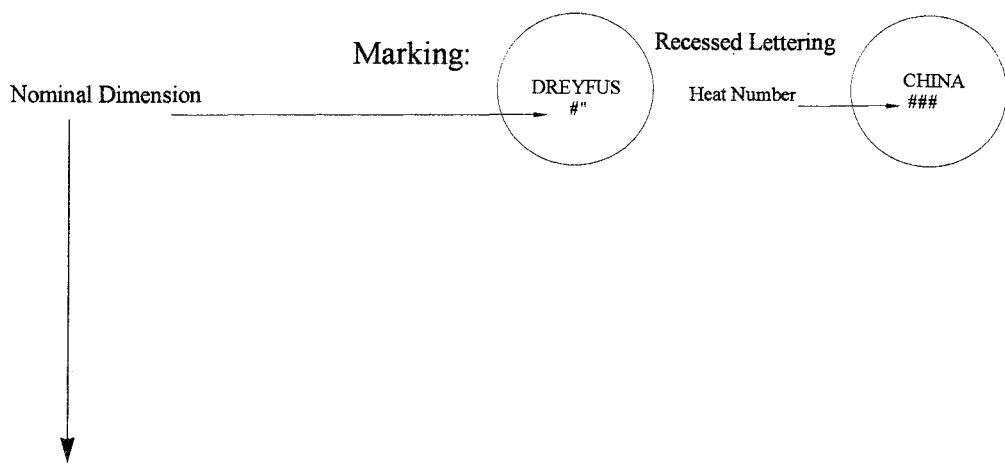 Marking:
Recessed Lettering
Nominal Dimension
DREYFUS
#"
Heat Number
CHINA
###